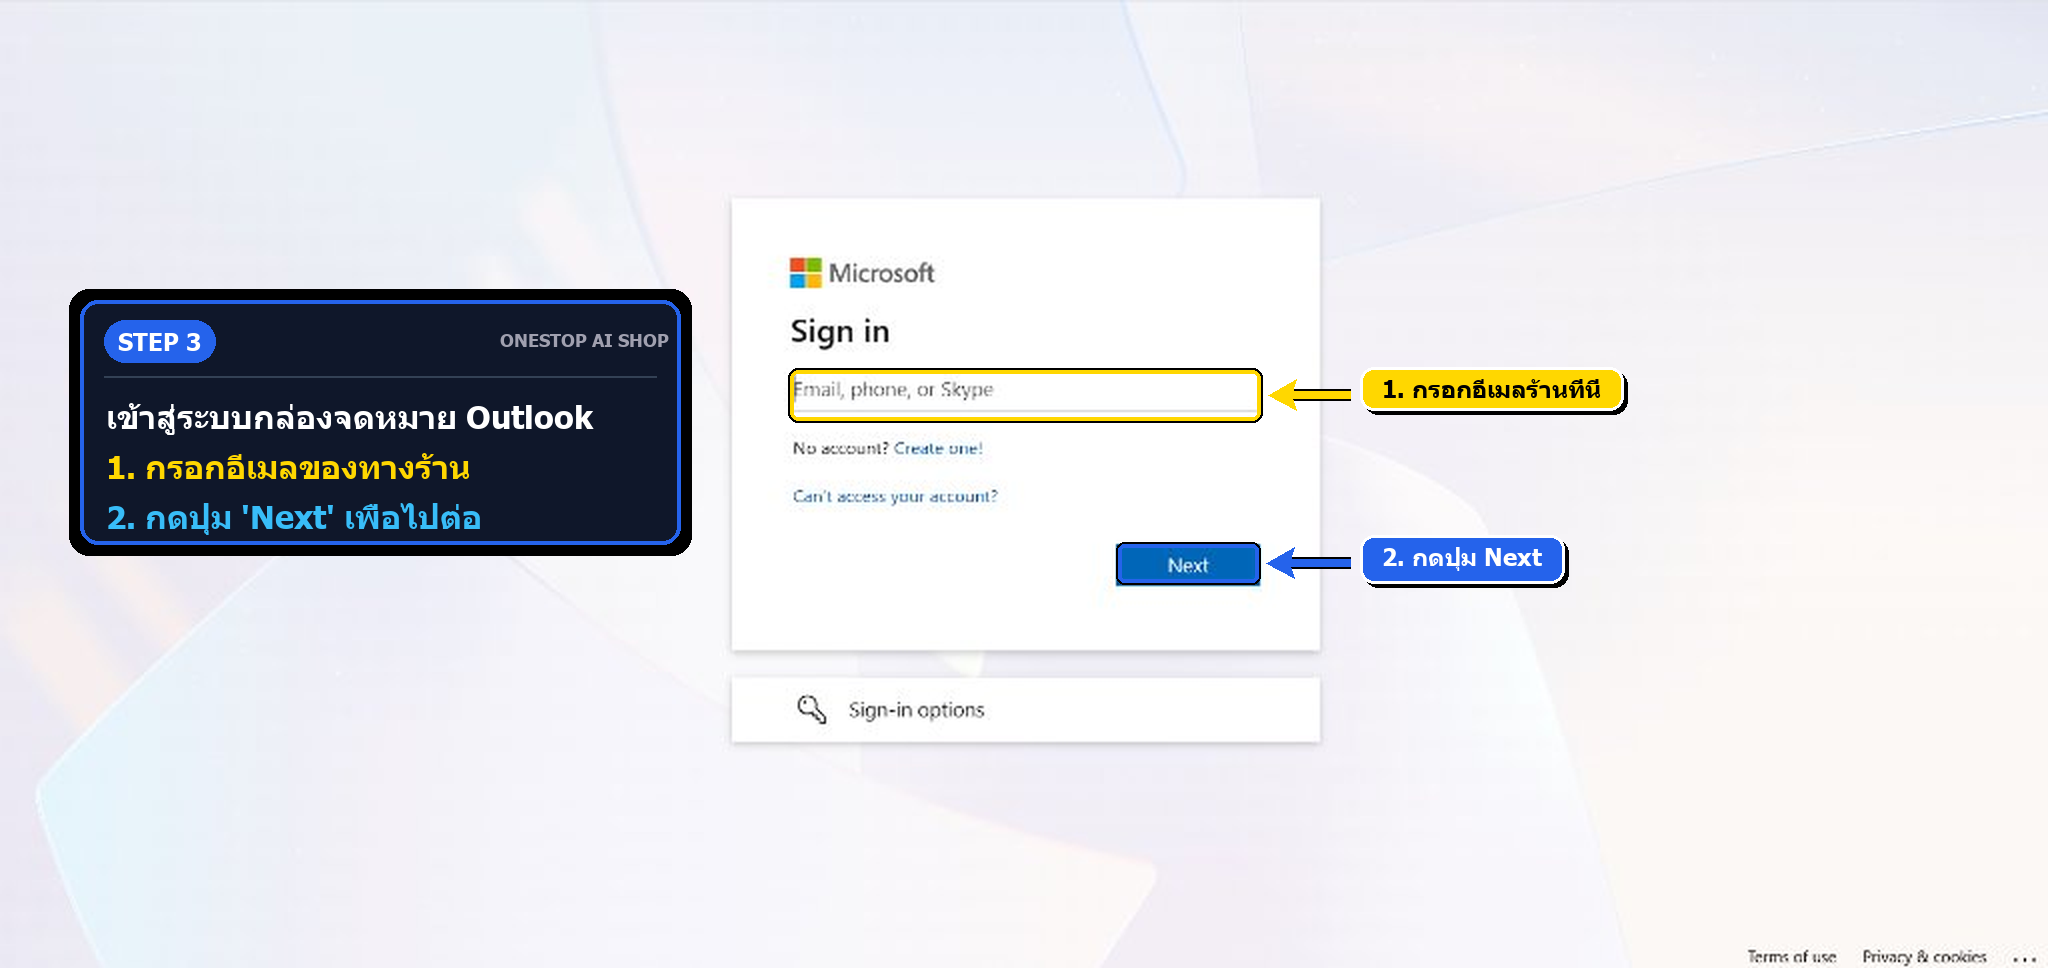 STEP 3
ONESTOP AI SHOP
เข้าสู่ระบบกล่องจดหมาย Outlook
1. กรอกอีเมลของทางร้าน
2. กดปุ่ม 'Next' เพื่อไปต่อ
Microsoft
Sign in
Email, phone, or Skype
1. กรอกอีเมลร้านที่นี่
No account? Create one!
Can't access your account?
Next
2. กดปุ่ม Next
Sign-in options
Terms of use
Privacy & cookies
...